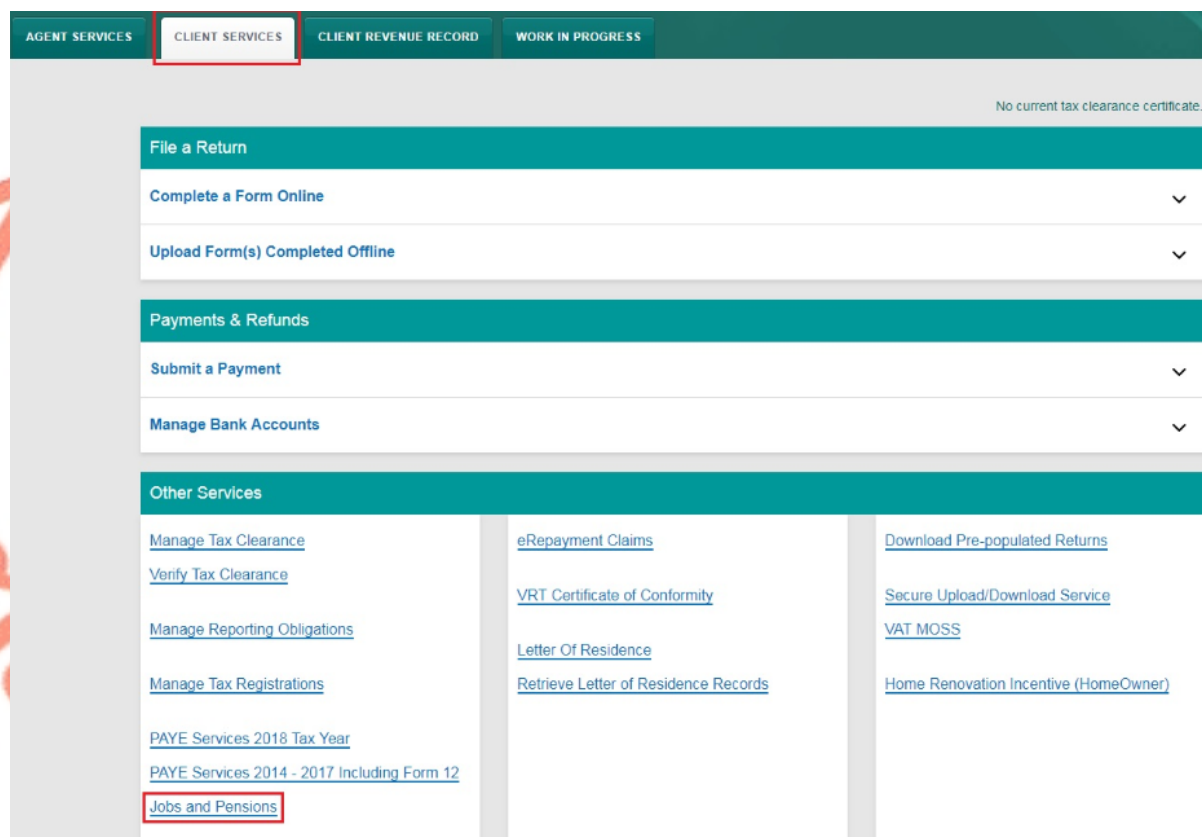 AGENT SERVICES
CLIENT SERVICES
CLIENT REVENUE RECORD
WORK IN PROGRESS
No current tax clearance certificate.
File a Return
Complete a Form Online
Upload Form(s) Completed Offline
Payments & Refunds
Submit a Payment
Manage Bank Accounts
Other Services
Manage Tax Clearance
Verify Tax Clearance
Manage Reporting Obligations
Manage Tax Registrations
PAYE Services 2018 Tax Year
PAYE Services 2014 - 2017 Including Form 12
Jobs and Pensions
eRepayment Claims
VRT Certificate of Conformity
Letter Of Residence
Retrieve Letter of Residence Records
Download Pre-populated Returns
Secure Upload/Download Service
VAT MOSS
Home Renovation Incentive (HomeOwner)